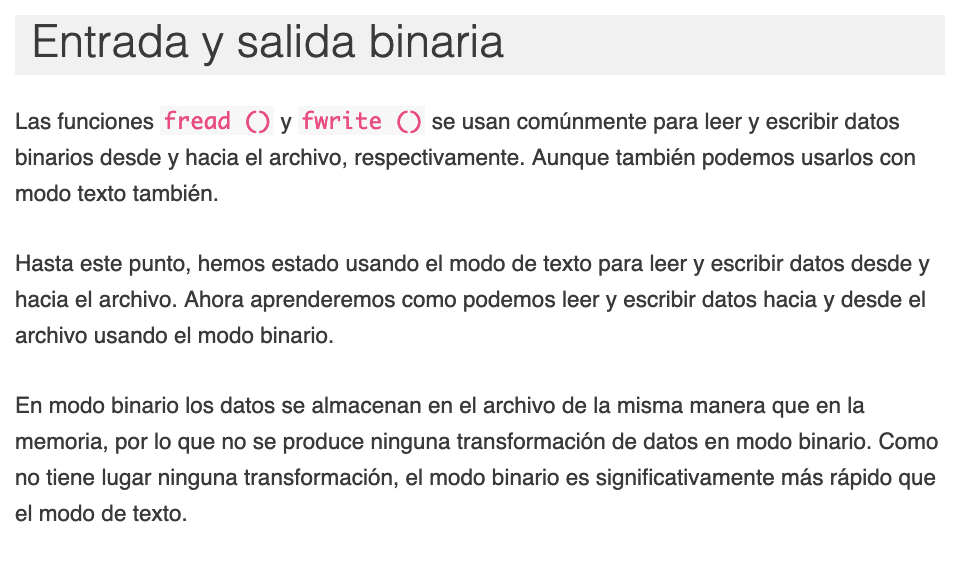 Entrada y salida binaria
Las funciones fread () y fwrite () se usan comúnmente para leer y escribir datos
binarios desde y hacia el archivo, respectivamente. Aunque también podemos usarlos con
modo texto también.
Hasta este punto, hemos estado usando el modo de texto para leer y escribir datos desde y
hacia el archivo. Ahora aprenderemos como podemos leer y escribir datos hacia y desde el
archivo usando el modo binario.
En modo binario los datos se almacenan en el archivo de la misma manera que en la
memoria, por lo que no se produce ninguna transformación de datos en modo binario. Como
no tiene lugar ninguna transformación, el modo binario es significativamente más rápido que
el modo de texto.